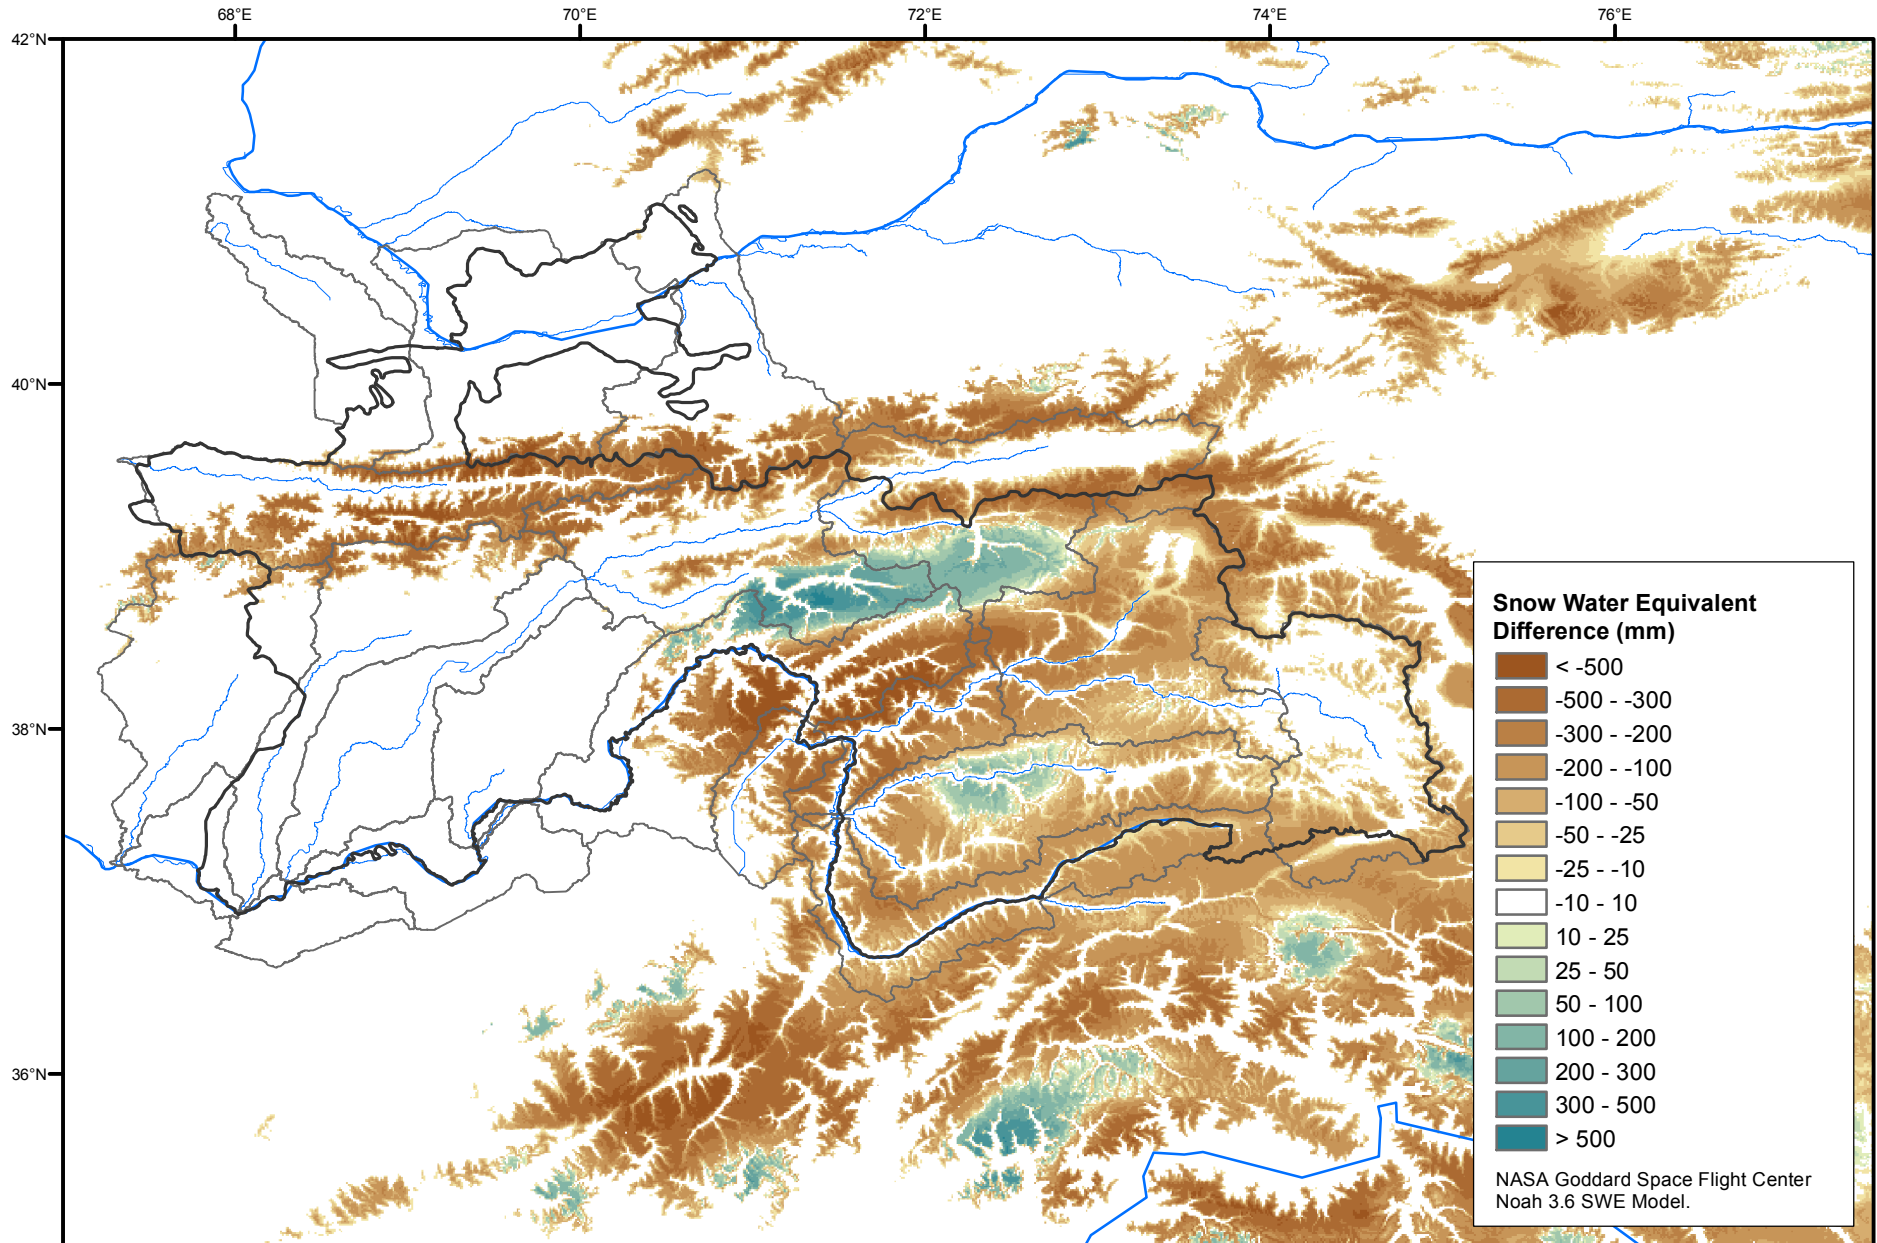 68°E 70°E 72°E 74°E 76°E
42°N
40°N
38°N
36°N
Snow Water Equivalent
Difference (mm)
< -500
-500 - -300
-300 - -200
-200 - -100
-100 - -50
-50 - -25
-25 - -10
-10 - 10
10 - 25
25 - 50
50 - 100
100 - 200
200 - 300
300 - 500
> 500
NASA Goddard Space Flight Center
Noah 3.6 SWE Model.